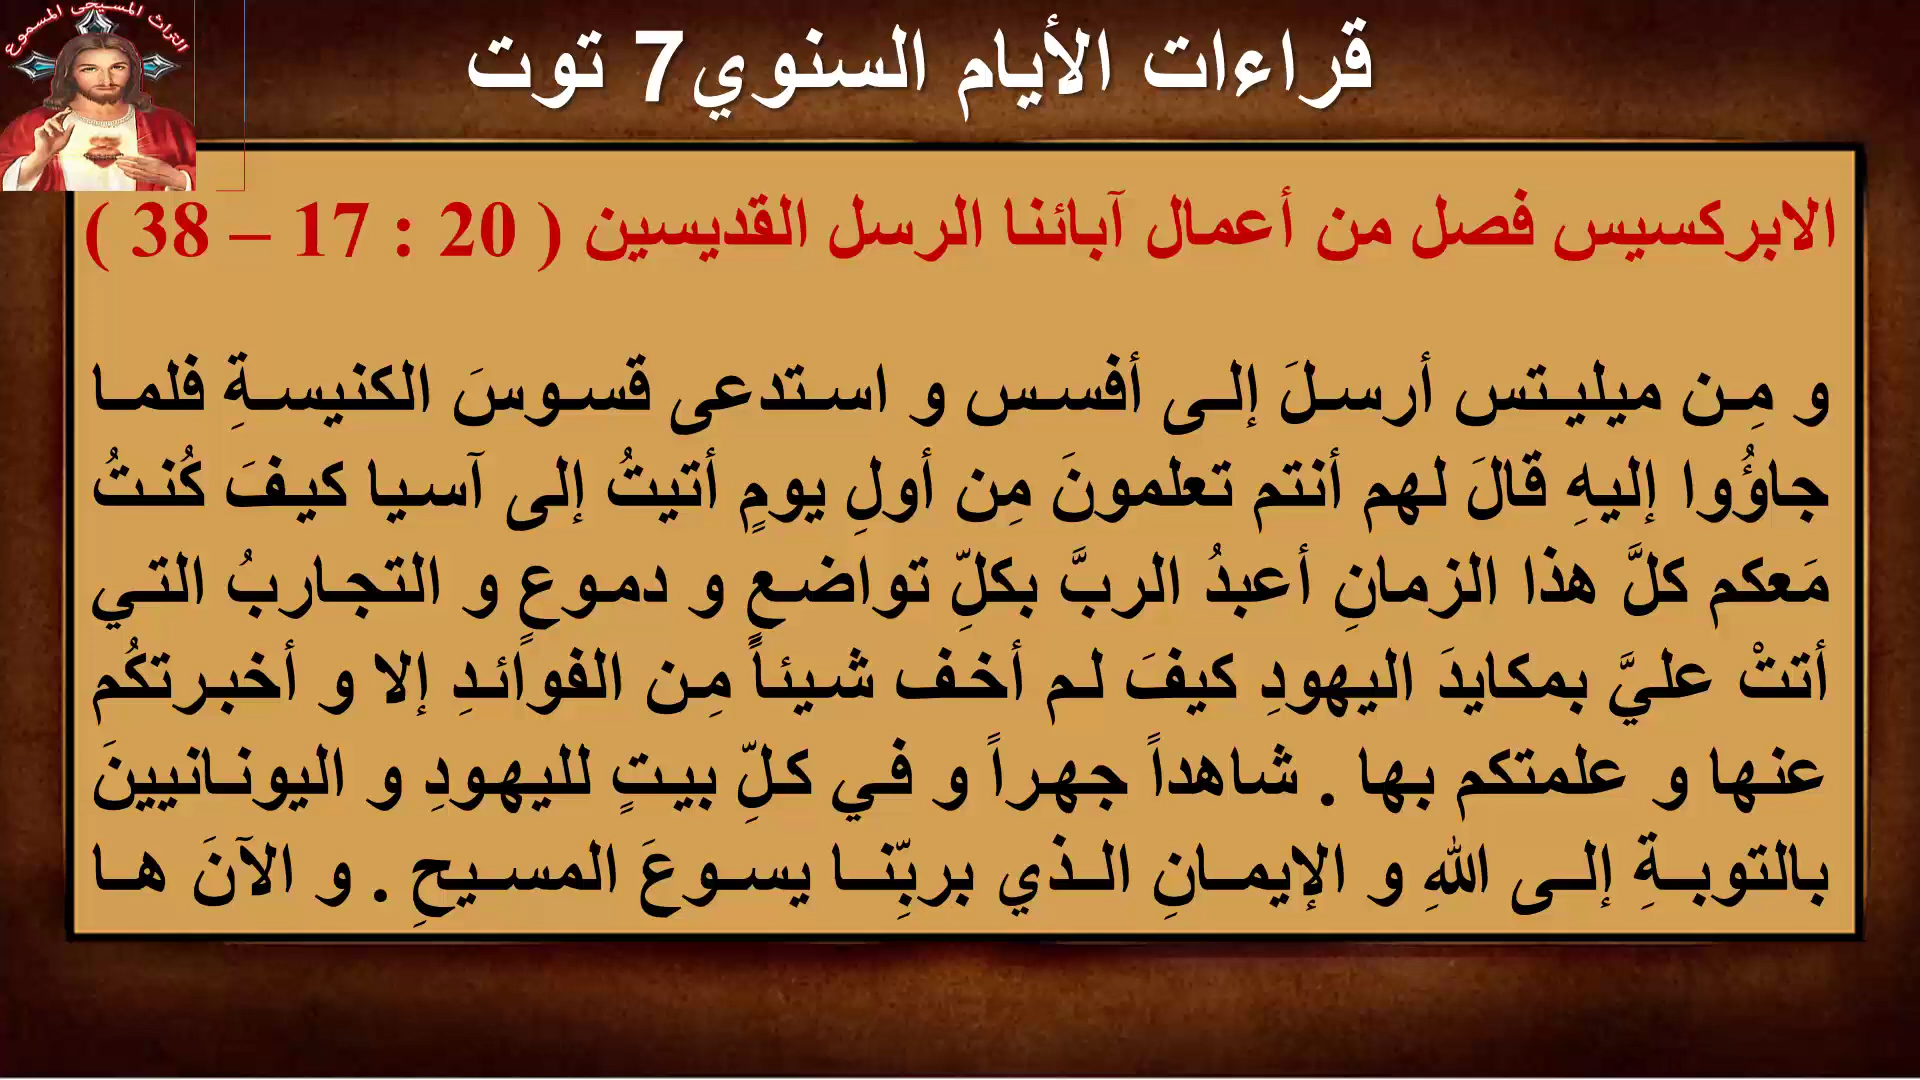 التراث المسيحى المسموع
قراءات الأيام السنوي7 توت
الابركسيس فصل من أعمال آبائنا الرسل القديسين ( 20 : 17 – 38 )
و مِن ميليتس أرسلَ إلى أفسس و استدعى قسوسَ الكنيسةِ فلما
جاؤُوا إليهِ قالَ لهم أنتم تعلمونَ مِن أولِ يومٍ أتيتُ إلى آسيا كيفَ كُنتُ
مَعكم كلَّ هذا الزمانِ أعبدُ الربَّ بكلِّ تواضعٍ و دموعٍ و التجاربُ التي
أتتْ عليَّ بمكايدَ اليهودِ كيفَ لم أخف شيئاً مِن الفوائدِ إلا و أخبرتكُم
عنها و علمتكم بها . شاهداً جهراً و في كلِّ بيتٍ لليهودِ و اليونانيينَ
بالتوبةِ إلى اللهِ و الإيمانِ الذي بربِّنا يسوعَ المسيحِ . و الآنَ ها